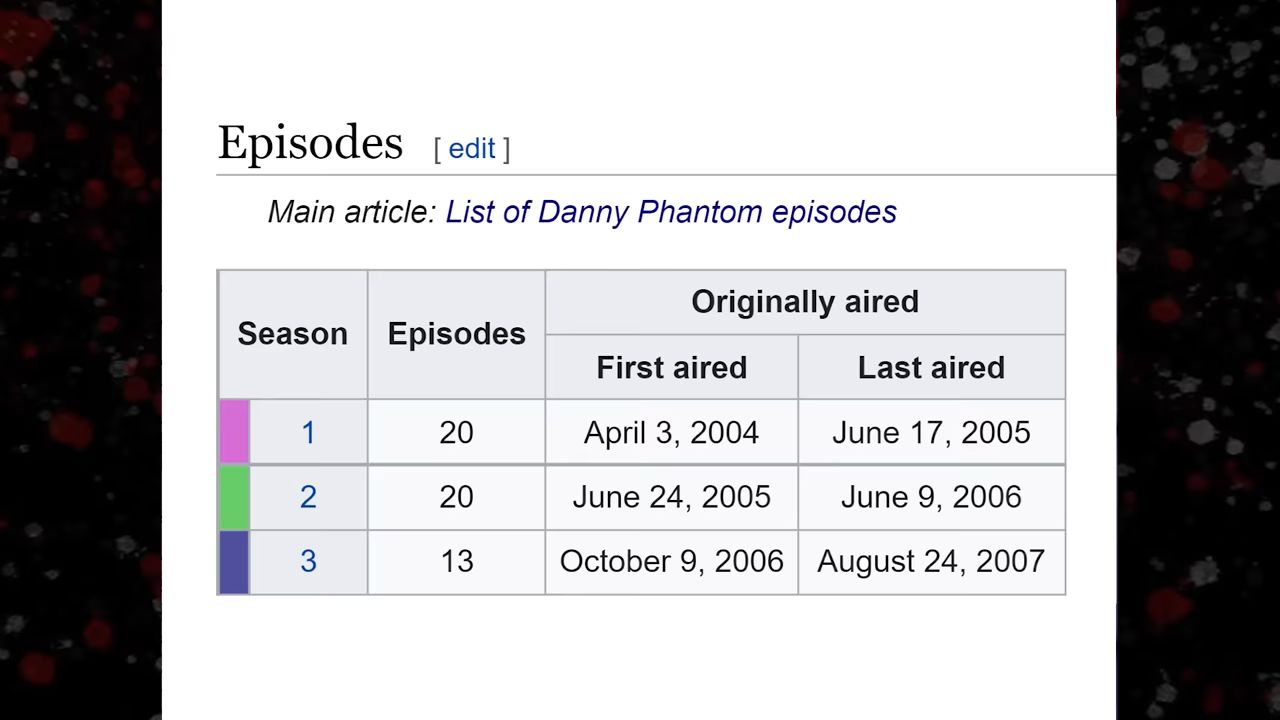 Episodes [ edit ]
Main article: List of Danny Phantom episodes
Season Episodes Originally aired
First aired Last aired
1 20 April 3, 2004 June 17, 2005
2 20 June 24, 2005 June 9, 2006
3 13 October 9, 2006 August 24, 2007